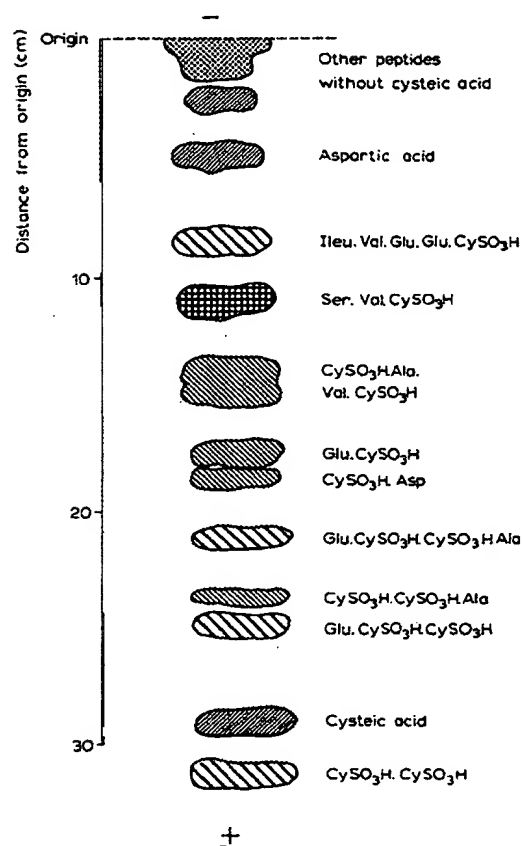 −
Origin
Other peptides
without cysteic acid
Aspartic acid
Ileu. Val. Glu. Glu. CySO₃H
10
Ser. Val. CySO₃H
CySO₃H.Ala.
Val. CySO₃H
Glu. CySO₃H
CySO₃H. Asp
20
Glu. CySO₃H. CySO₃H Ala
CySO₃H. CySO₃H. Ala
Glu. CySO₃H. CySO₃H
Cysteic acid
30
CySO₃H. CySO₃H
+
Distance from origin (cm)